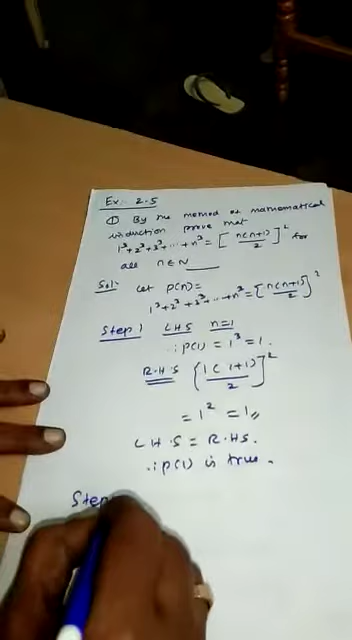 Ex:- 2.5
① By the method of mathematical
induction prove that
1³+2³+3³+...+n³ = [n(n+1)/2]² for
all n∈N
Sol:- Let P(n)=
1³+2³+3³+...+n³=[n(n+1)/2]²
Step 1 LHS n=1
∴P(1) = 1³ = 1.
R.H.S [1(1+1)/2]²
= 1² = 1
LH.S = R.HS.
∴P(1) is true.
Step